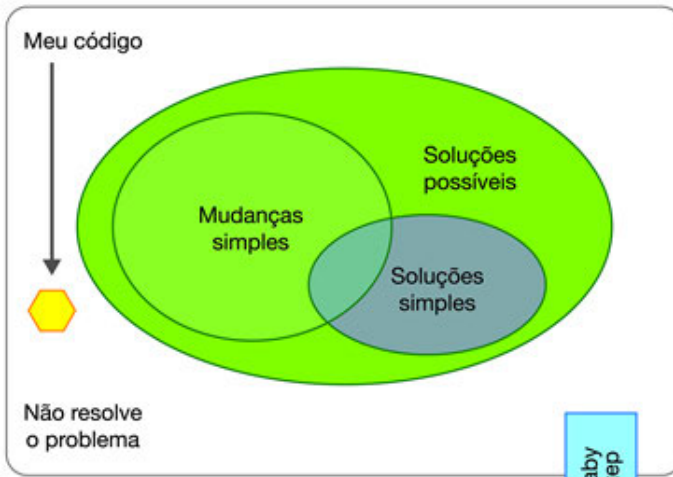 Meu código
Soluções
possíveis
Mudanças
simples
Soluções
simples
Não resolve
o problema